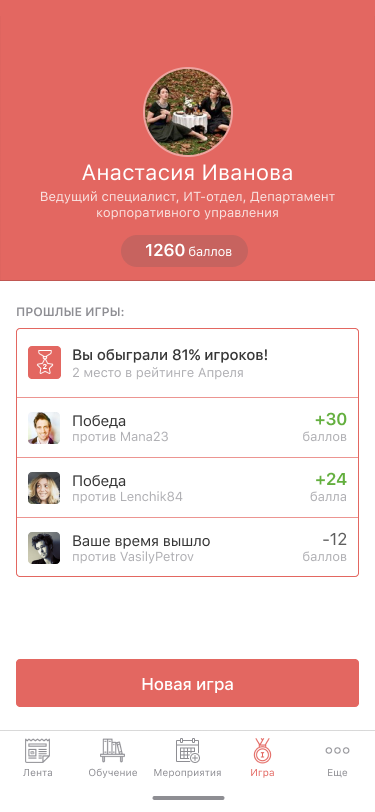 Анастасия Иванова
Ведущий специалист, ИТ-отдел, Департамент
корпоративного управления
1260 баллов
ПРОШЛЫЕ ИГРЫ:
Вы обыграли 81% игроков!
2 место в рейтинге Апреля
2
Победа
против Mana23
+30
баллов
Победа
против Lenchik84
+24
балла
Ваше время вышло
против VasilyPetrov
-12
баллов
Новая игра
Лента
Обучение
Мероприятия
1
Игра
Еще